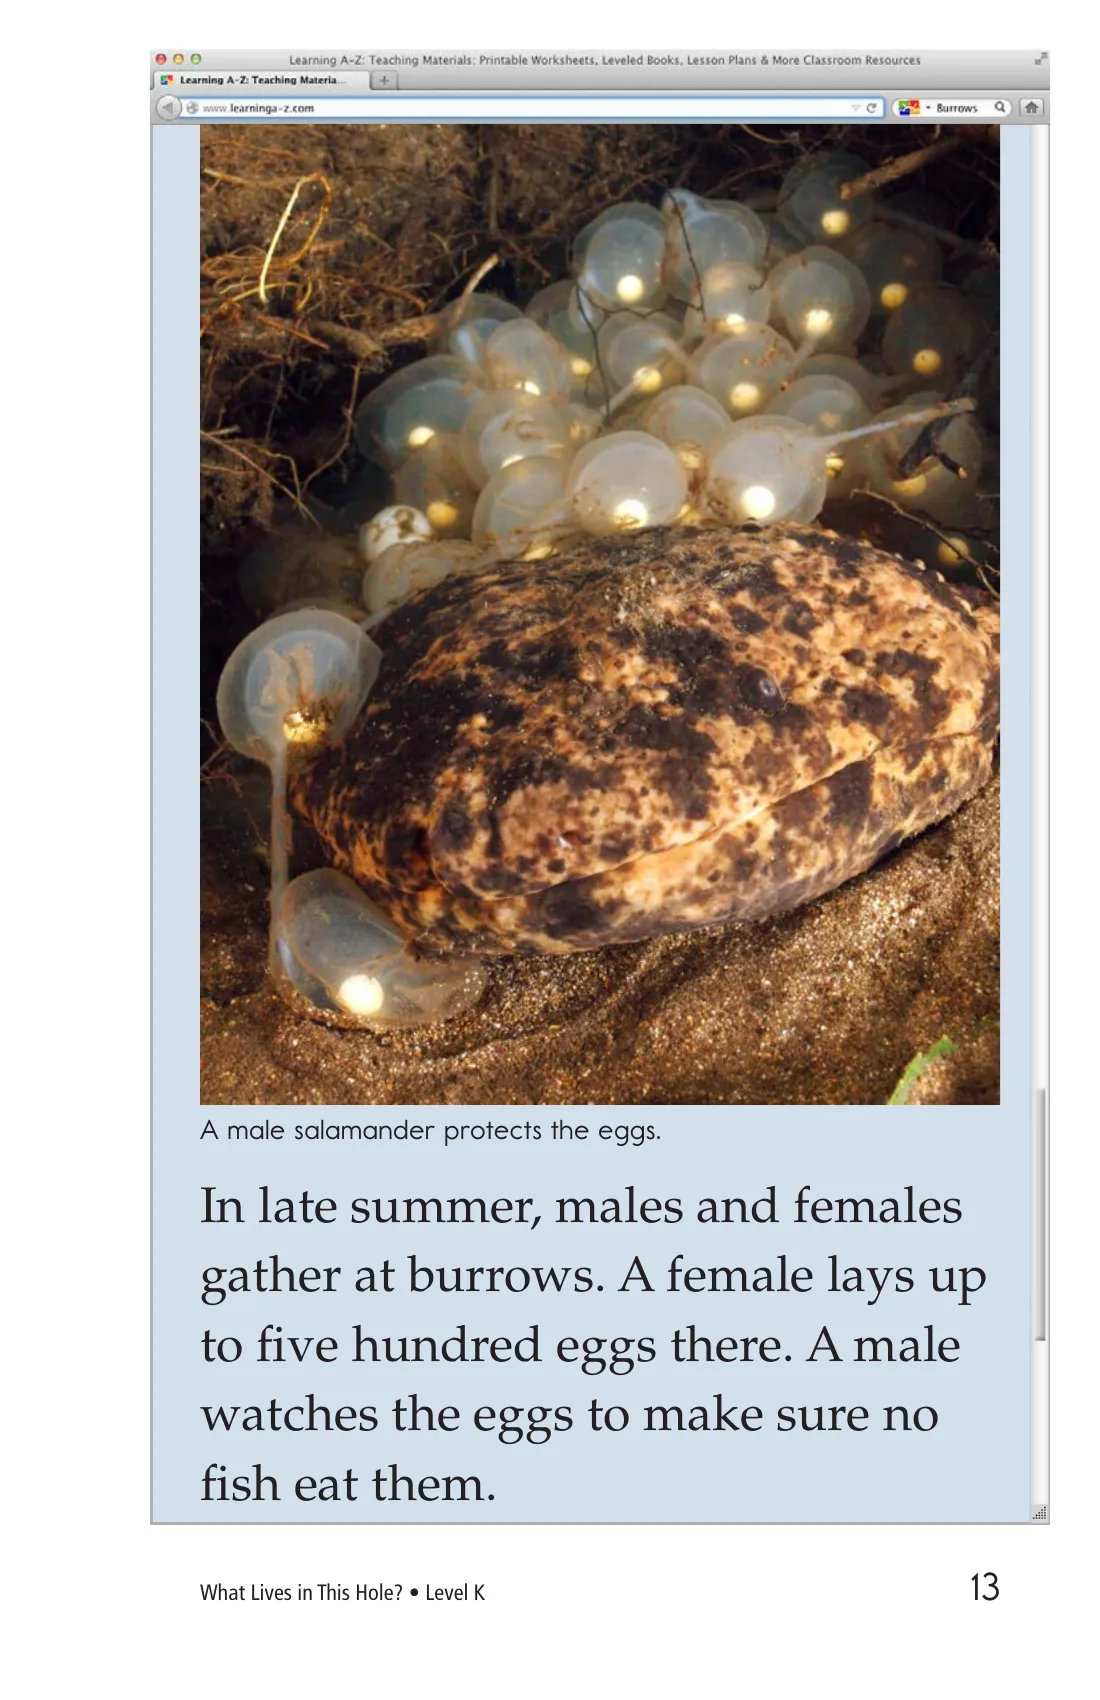 Learning A-Z: Teaching Materials: Printable Worksheets, Leveled Books, Lesson Plans & More Classroom Resources
Learning A-Z: Teaching Materia...
www.learninga-z.com
Burrows
A male salamander protects the eggs.
In late summer, males and females
gather at burrows. A female lays up
to five hundred eggs there. A male
watches the eggs to make sure no
fish eat them.
What Lives in This Hole? • Level K
13